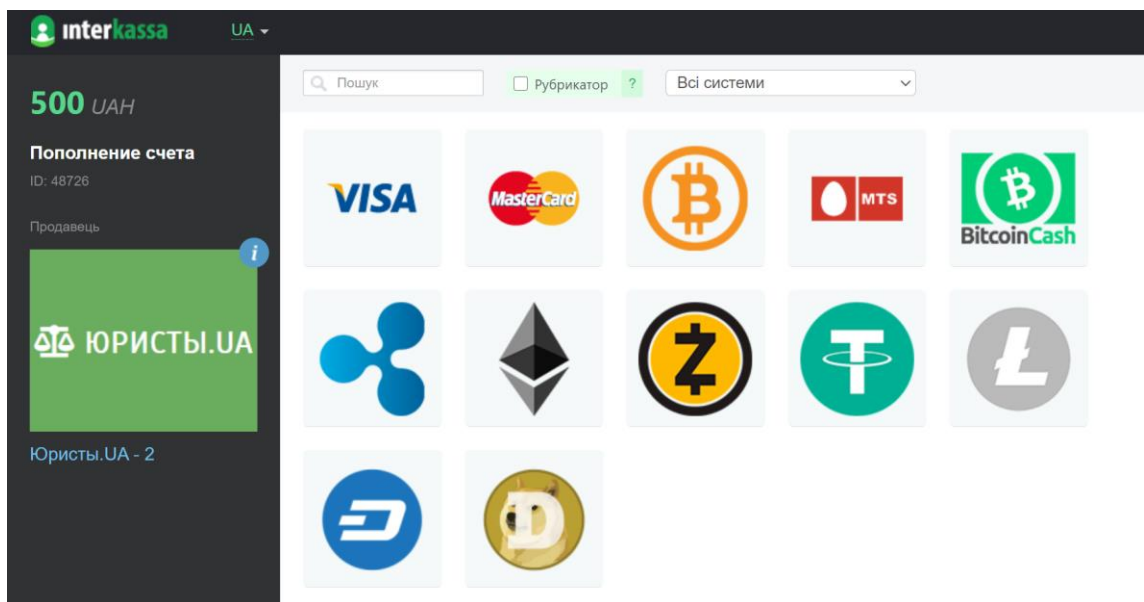 interkassa
UA
500 UAH
Пополнение счета
ID: 48726
Продавець
i
ЮРИСТЫ.UA
Юристы.UA - 2
Пошук
Рубрикатор ?
Всі системи
VISA
MasterCard
MTS
BitcoinCash